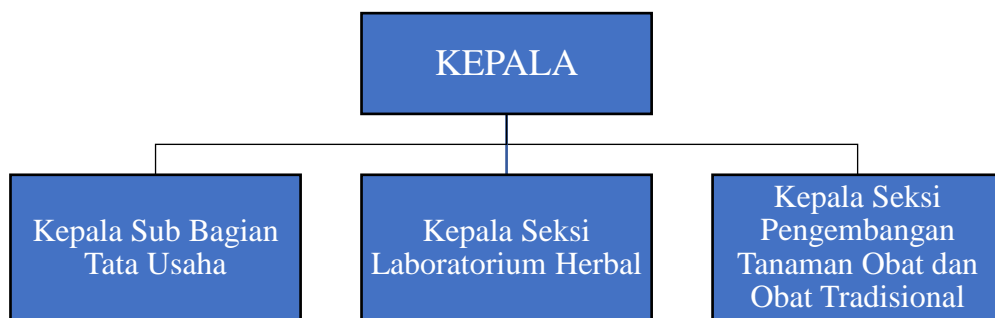 KEPALA
Kepala Sub Bagian
Tata Usaha
Kepala Seksi
Laboratorium Herbal
Kepala Seksi
Pengembangan
Tanaman Obat dan
Obat Tradisional